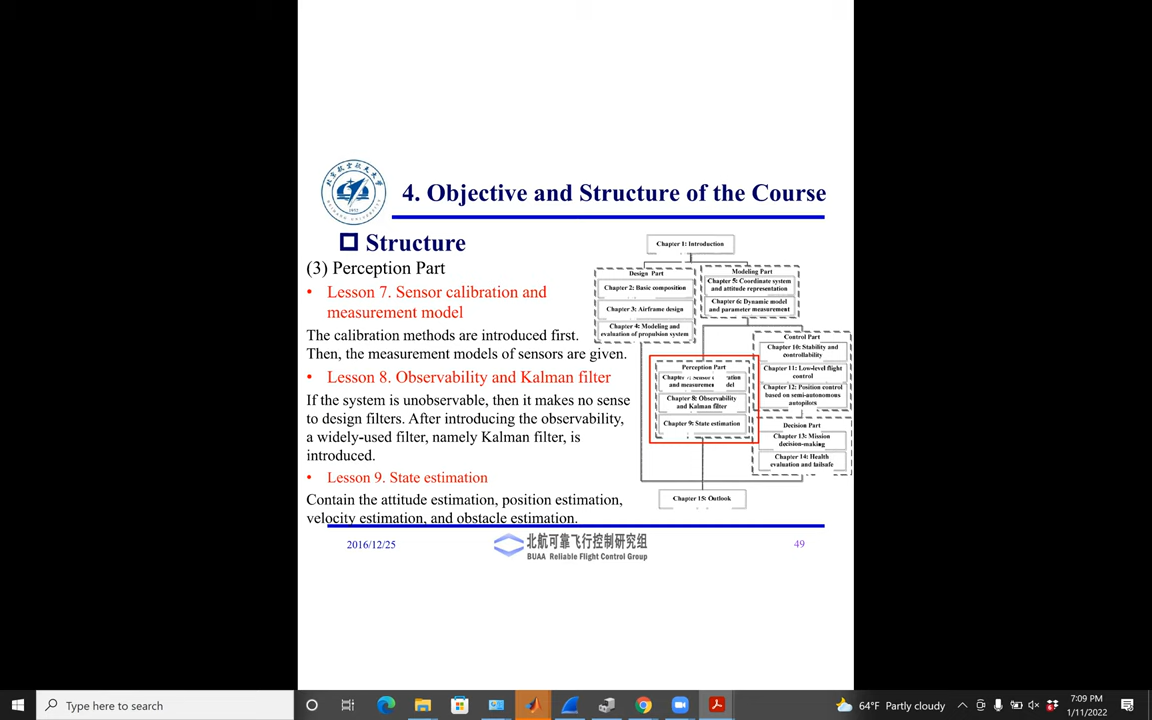 4. Objective and Structure of the Course
Structure
(3) Perception Part
• Lesson 7. Sensor calibration and
measurement model
The calibration methods are introduced first.
Then, the measurement models of sensors are given.
• Lesson 8. Observability and Kalman filter
If the system is unobservable, then it makes no sense
to design filters. After introducing the observability,
a widely-used filter, namely Kalman filter, is
introduced.
• Lesson 9. State estimation
Contain the attitude estimation, position estimation,
velocity estimation, and obstacle estimation.
Chapter 1: Introduction
Design Part
Chapter 2: Basic composition
Chapter 3: Airframe design
Chapter 4: Modeling and
evaluation of propulsion system
Modeling Part
Chapter 5: Coordinate system
and attitude representation
Chapter 6: Dynamic model
and parameter measurement
Perception Part
Chapter 8: Observability
and Kalman filter
Chapter 9: State estimation
Control Part
Chapter 10: Stability and
controllability
Chapter 11: Low-level flight
control
Chapter 12: Position control
based on semi-autonomous
autopilots
Decision Part
Chapter 13: Mission
decision-making
Chapter 14: Health
evaluation and failsafe
Chapter 15: Outlook
2016/12/25
北航可靠飞行控制研究组
BUAA Reliable Flight Control Group
49
Type here to search
64°F Partly cloudy
7:09 PM
1/11/2022